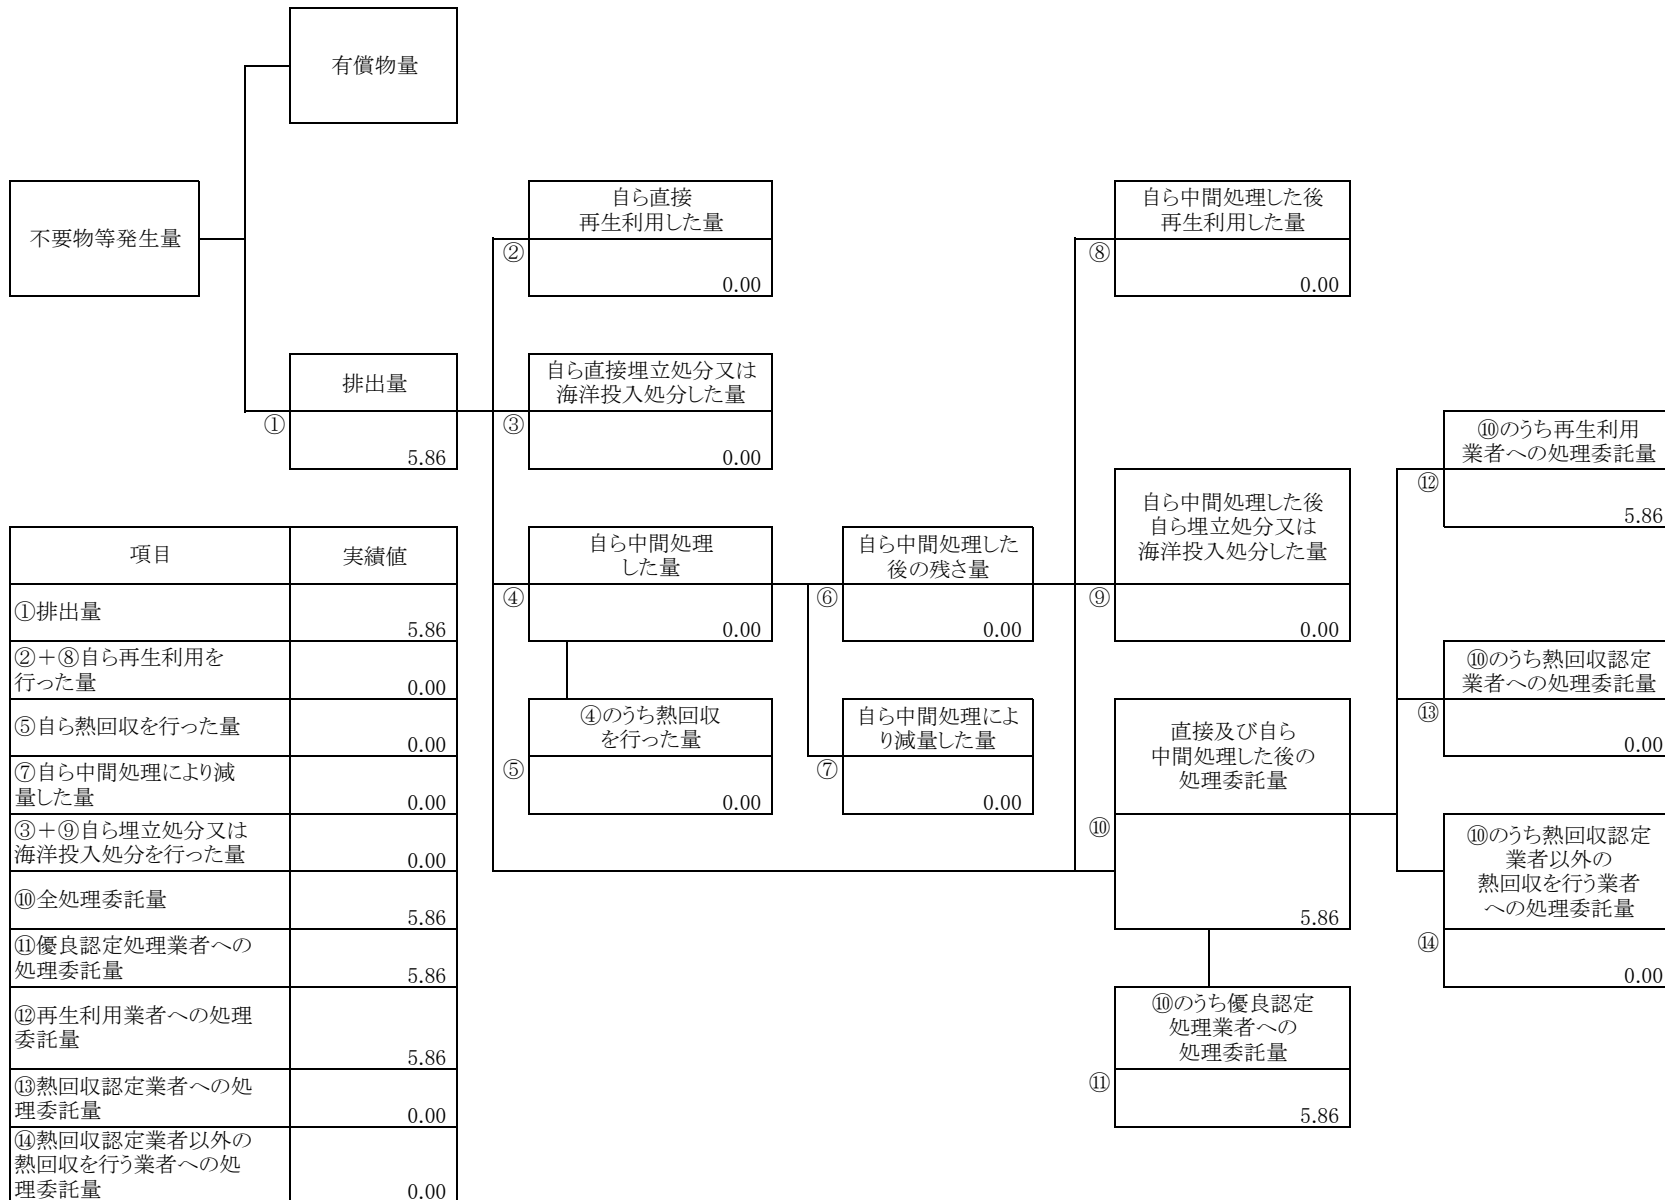 有償物量
不要物等発生量
排出量
①
5.86
自ら直接
再生利用した量
②
0.00
自ら直接埋立処分又は
海洋投入処分した量
③
0.00
自ら中間処理
した量
④
0.00
④のうち熱回収
を行った量
⑤
0.00
自ら中間処理した
後の残さ量
⑥
0.00
自ら中間処理によ
り減量した量
⑦
0.00
自ら中間処理した後
再生利用した量
⑧
0.00
自ら中間処理した後
自ら埋立処分又は
海洋投入処分した量
⑨
0.00
直接及び自ら
中間処理した後の
処理委託量
⑩
5.86
⑩のうち優良認定
処理業者への
処理委託量
⑪
5.86
⑩のうち再生利用
業者への処理委託量
⑫
5.86
⑩のうち熱回収認定
業者への処理委託量
⑬
0.00
⑩のうち熱回収認定
業者以外の
熱回収を行う業者
への処理委託量
⑭
0.00
項目 実績値
①排出量
5.86
②+⑧自ら再生利用を
行った量
0.00
⑤自ら熱回収を行った量
0.00
⑦自ら中間処理により減
量した量
0.00
③+⑨自ら埋立処分又は
海洋投入処分を行った量
0.00
⑩全処理委託量
5.86
⑪優良認定処理業者への
処理委託量
5.86
⑫再生利用業者への処理
委託量
5.86
⑬熱回収認定業者への処
理委託量
0.00
⑭熱回収認定業者以外の
熱回収を行う業者への処
理委託量
0.00